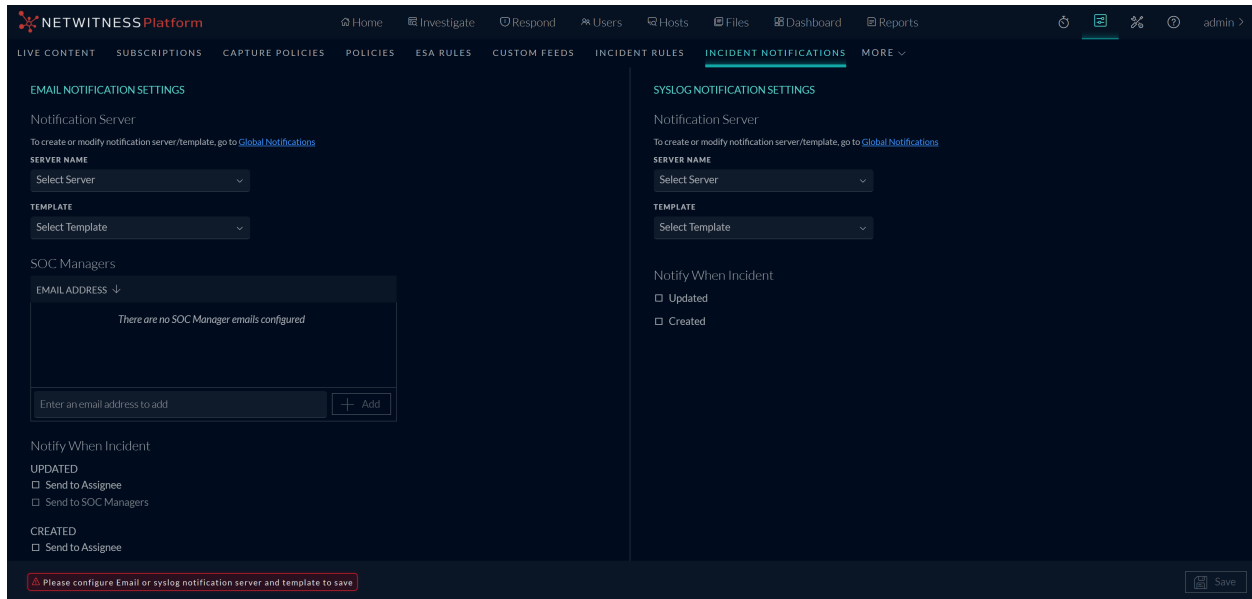 NETWITNESS Platform
Home Investigate Respond Users Hosts Files Dashboard Reports admin >
LIVE CONTENT SUBSCRIPTIONS CAPTURE POLICIES POLICIES ESA RULES CUSTOM FEEDS INCIDENT RULES INCIDENT NOTIFICATIONS MORE
EMAIL NOTIFICATION SETTINGS
Notification Server
To create or modify notification server/template, go to Global Notifications
SERVER NAME
Select Server
TEMPLATE
Select Template
SOC Managers
EMAIL ADDRESS ↓
There are no SOC Manager emails configured
Enter an email address to add
+ Add
Notify When Incident
UPDATED
Send to Assignee
Send to SOC Managers
CREATED
Send to Assignee
SYSLOG NOTIFICATION SETTINGS
Notification Server
To create or modify notification server/template, go to Global Notifications
SERVER NAME
Select Server
TEMPLATE
Select Template
Notify When Incident
Updated
Created
Please configure Email or syslog notification server and template to save
Save